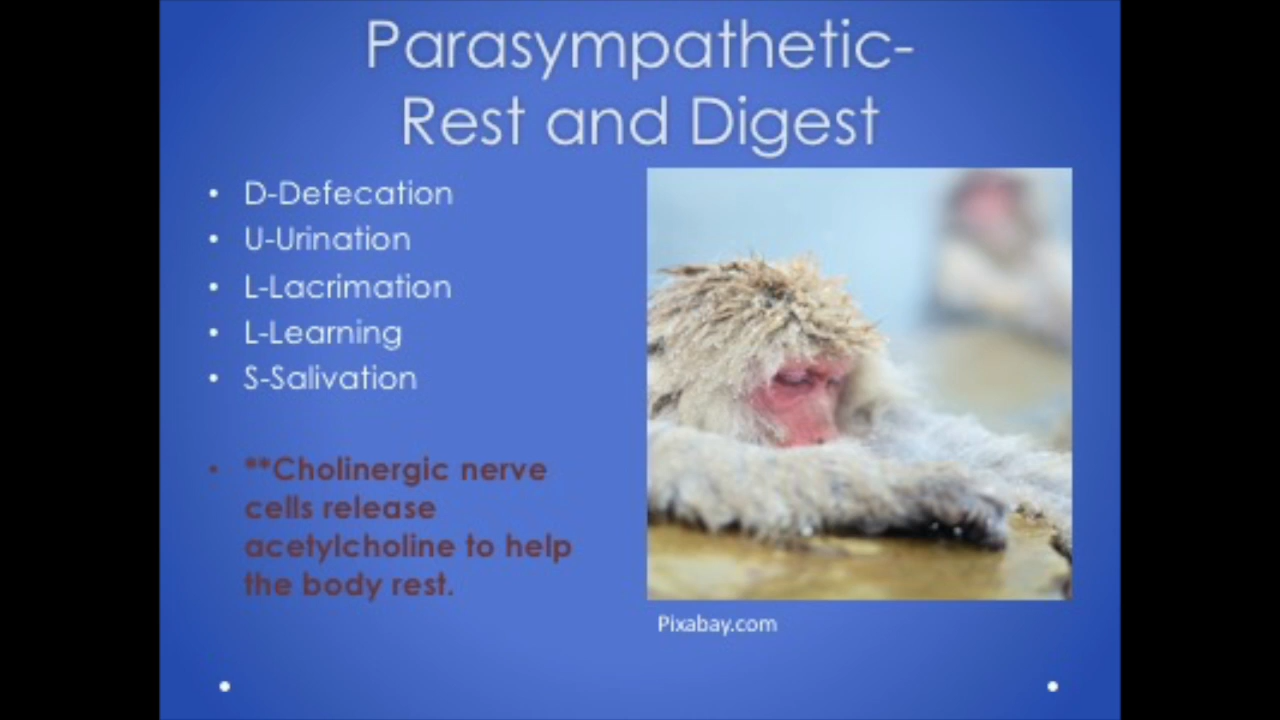 Parasympathetic-
Rest and Digest
• D-Defecation
• U-Urination
• L-Lacrimation
• L-Learning
• S-Salivation
• **Cholinergic nerve
cells release
acetylcholine to help
the body rest.
Pixabay.com